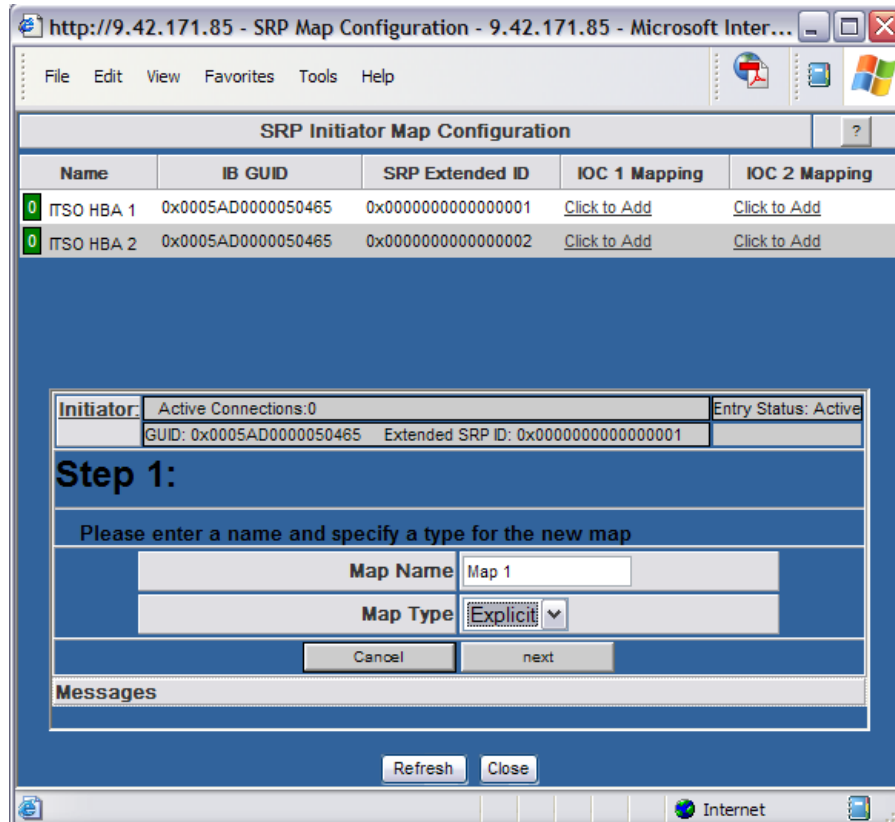 http://9.42.171.85 - SRP Map Configuration - 9.42.171.85 - Microsoft Inter...
File Edit View Favorites Tools Help
SRP Initiator Map Configuration ?
Name IB GUID SRP Extended ID IOC 1 Mapping IOC 2 Mapping
0 ITSO HBA 1 0x0005AD0000050465 0x0000000000000001 Click to Add Click to Add
0 ITSO HBA 2 0x0005AD0000050465 0x0000000000000002 Click to Add Click to Add
Initiator: Active Connections:0 Entry Status: Active
GUID: 0x0005AD0000050465 Extended SRP ID: 0x0000000000000001
Step 1:
Please enter a name and specify a type for the new map
Map Name Map 1
Map Type Explicit
Cancel next
Messages
Refresh Close
Internet